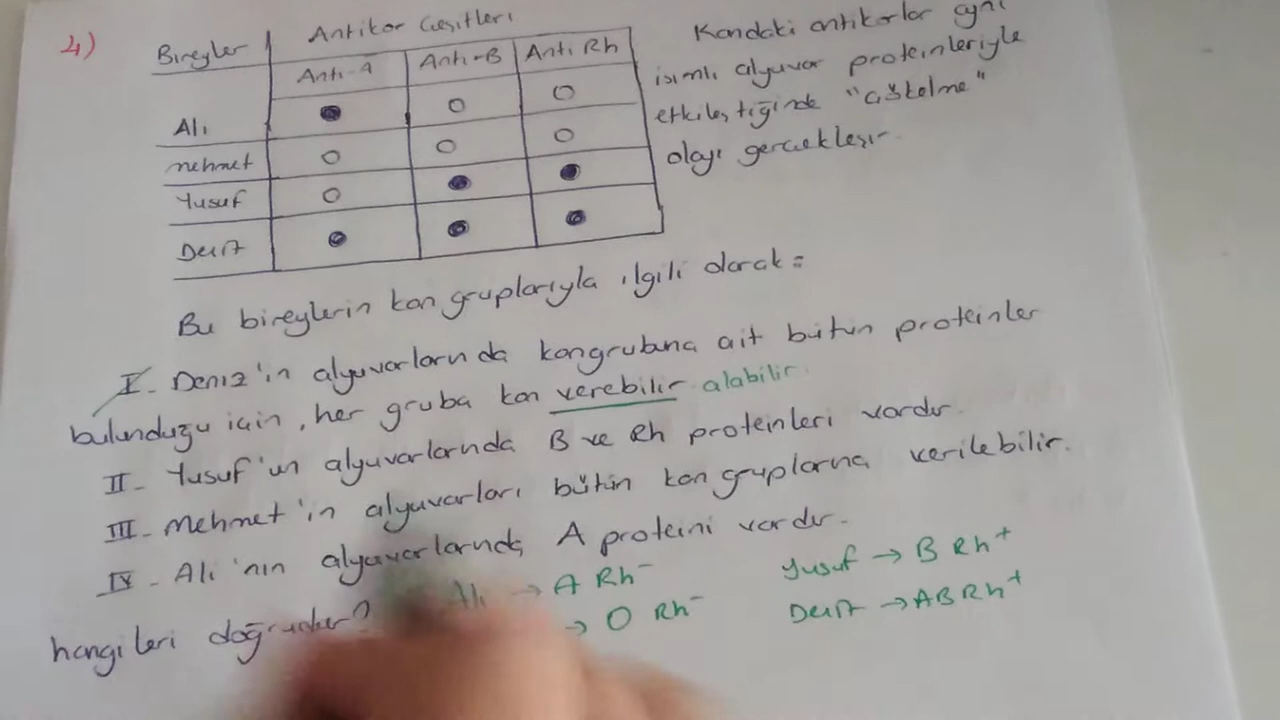 4)
Bireyler Antikor Çeşitleri
Anti-A Anti-B Anti Rh
Ali
mehmet
Yusuf
Deniz
Kandaki antikorlar aynı
isimli alyuvar proteinleriyle
etkileştiğinde "çökelme"
olayı gerçekleşir.
Bu bireylerin kan gruplarıyla ilgili olarak:
I- Deniz'in alyuvarlarında kangrubuna ait bütün proteinler
bulunduğu için, her gruba kan verebilir alabilir.
II- Yusuf'un alyuvarlarında B ve Rh proteinleri vardır.
III- Mehmet'in alyuvarları bütün kan gruplarına verilebilir.
IV- Ali'nin alyuvarlarında A proteini vardır.
hangileri doğrudur?
Ali → A Rh⁻
→ O Rh⁻
Yusuf → B Rh⁺
Deniz → AB Rh⁺